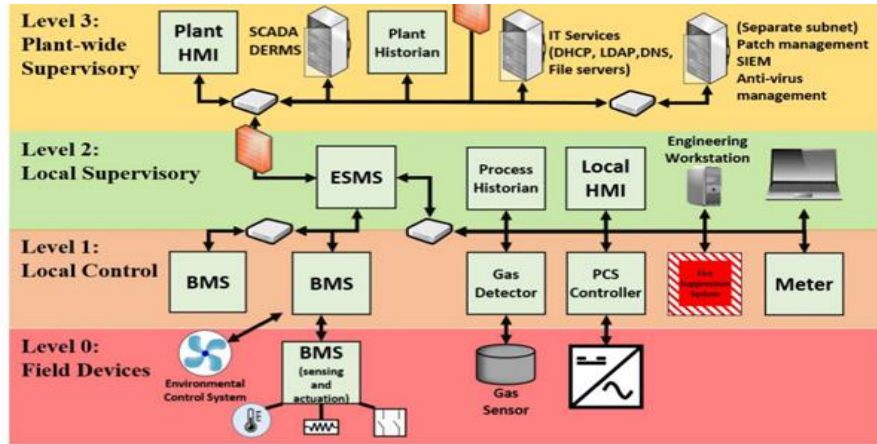 Level 3:
Plant-wide
Supervisory
Plant
HMI
SCADA
DERMS
Plant
Historian
IT Services
(DHCP, LDAP,DNS,
File servers)
(Separate subnet)
Patch management
SIEM
Anti-virus
management
Level 2:
Local Supervisory
ESMS
Process
Historian
Local
HMI
Engineering
Workstation
Level 1:
Local Control
BMS
BMS
Gas
Detector
PCS
Controller
Fire
Suppression
System
Meter
Level 0:
Field Devices
Environmental
Control System
BMS
(sensing
and
actuation)
Gas
Sensor